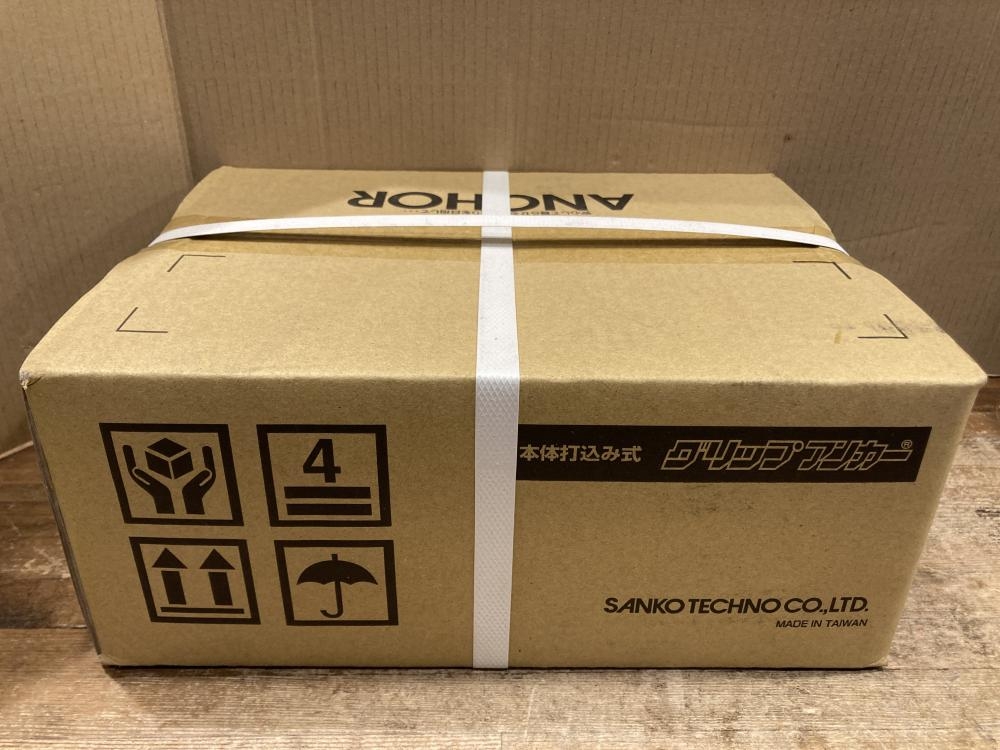 ANCHOR
4
本体打込み式 グリップアンカー®
SANKO TECHNO CO.,LTD.
MADE IN TAIWAN